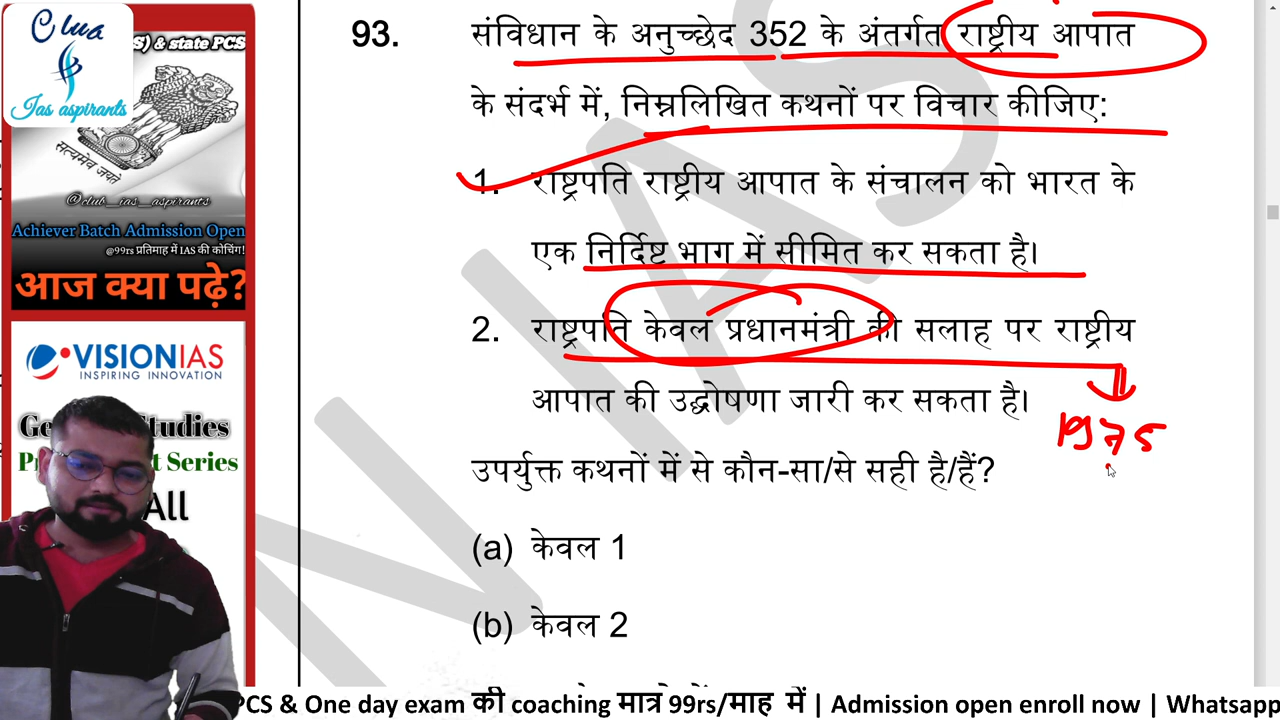 Club
Ias aspirants
S) & state PCS
सत्यमेव जयते
@club_ias_aspirants
Achiever Batch Admission Open
@99rs प्रतिमाह में IAS की कोचिंग!
आज क्या पढ़े?
VISIONIAS
INSPIRING INNOVATION
Studies
t Series
All
93. संविधान के अनुच्छेद 352 के अंतर्गत राष्ट्रीय आपात
के संदर्भ में, निम्नलिखित कथनों पर विचार कीजिए:
1. राष्ट्रपति राष्ट्रीय आपात के संचालन को भारत के
एक निर्दिष्ट भाग में सीमित कर सकता है।
2. राष्ट्रपति केवल प्रधानमंत्री की सलाह पर राष्ट्रीय
आपात की उद्घोषणा जारी कर सकता है।
1975
उपर्युक्त कथनों में से कौन-सा/से सही है/हैं?
(a) केवल 1
(b) केवल 2
PCS & One day exam की coaching मात्र 99rs/माह में | Admission open enroll now | Whatsapp